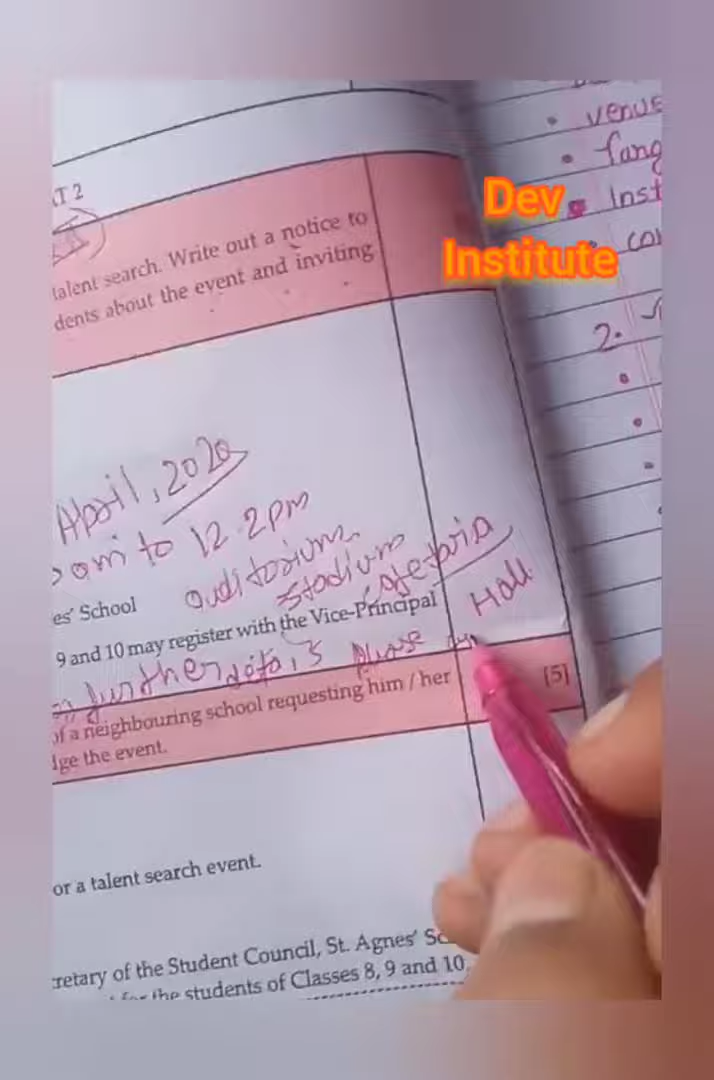 venue
fang
Inst
Dev
Institute
T 2
talent search. Write out a notice to
dents about the event and inviting
2.
April, 2020
am to 12.2pm
auditorium
stadium
cafetaria
Hall
es' School
9 and 10 may register with the Vice-Principal
further details please
[5]
of a neighbouring school requesting him / her
ge the event.
or a talent search event.
retary of the Student Council, St. Agnes' Sc
for the students of Classes 8, 9 and 10,